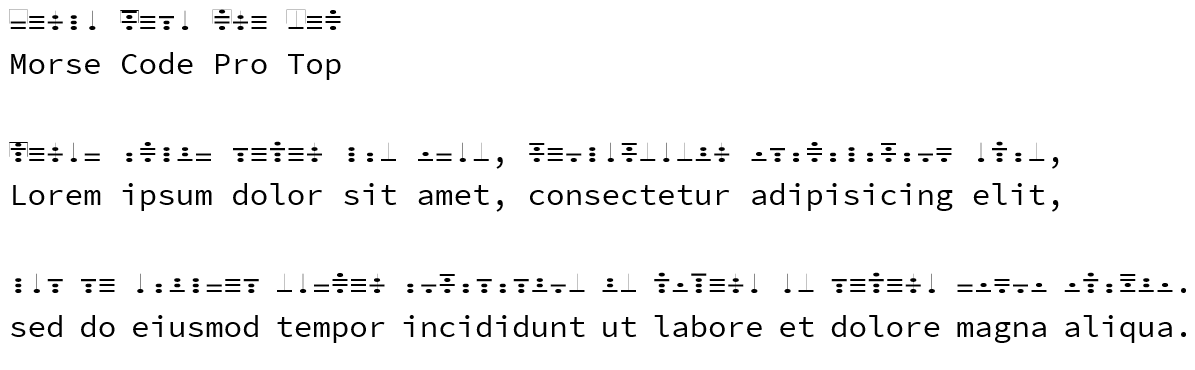 Morse Code Pro Top
Lorem ipsum dolor sit amet, consectetur adipisicing elit,
sed do eiusmod tempor incididunt ut labore et dolore magna aliqua.